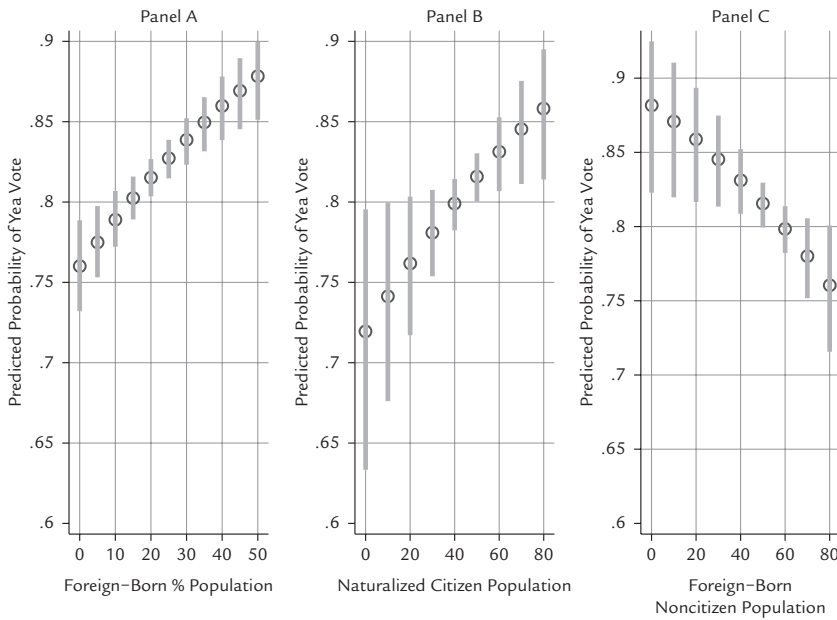 Panel A
Panel B
Panel C
Predicted Probability of Yea Vote
.9
.85
.8
.75
.7
.65
.6
0 10 20 30 40 50
Foreign–Born % Population
Predicted Probability of Yea Vote
.9
.85
.8
.75
.7
.65
.6
0 20 40 60 80
Naturalized Citizen Population
Predicted Probability of Yea Vote
.9
.85
.8
.75
.7
.65
.6
0 20 40 60 80
Foreign–Born
Noncitizen Population